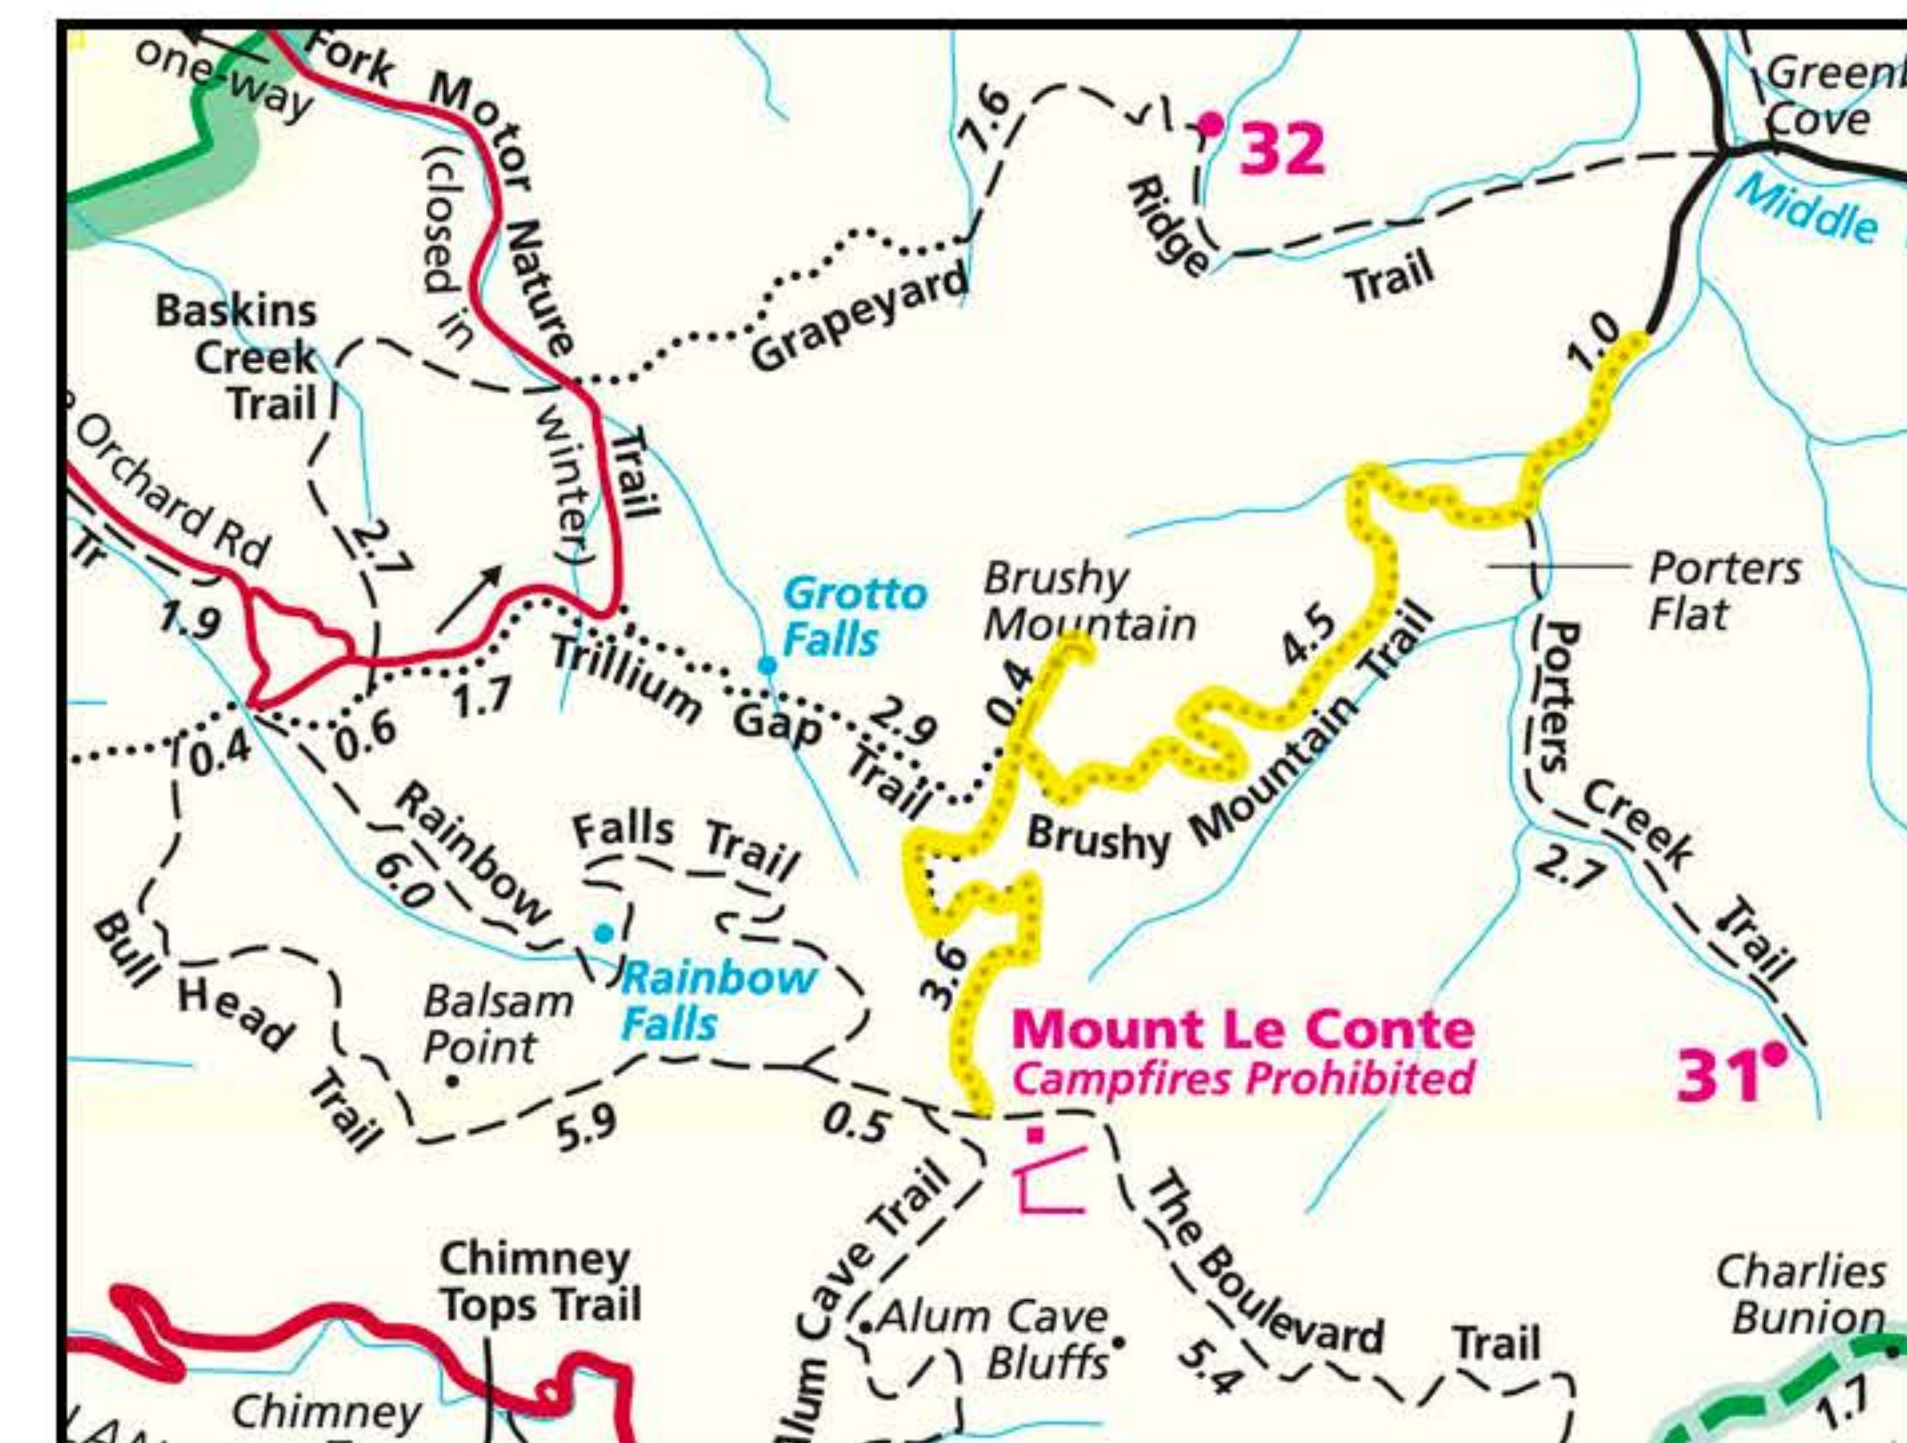 one-way
Fork Motor Nature Trail
(closed in winter)
7.6
32
Greenb
Cove
Middle
Ridge
Trail
Grapeyard
Baskins
Creek
Trail
1.0
Orchard Rd
Tr
2.7
1.9
Grotto
Falls
Brushy
Mountain
Porters
Flat
4.5
Trillium Gap Trail
1.7
0.6
0.4
2.9
0.4
Brushy Mountain Trail
Porters Creek Trail
2.7
Rainbow Falls Trail
6.0
Bull Head Trail
Rainbow
Falls
Balsam
Point
3.6
Mount Le Conte
Campfires Prohibited
31
5.9
0.5
Alum Cave Trail
The Boulevard Trail
5.4
Chimney
Tops Trail
Alum Cave
Bluffs
Charlies
Bunion
1.7
Chimney